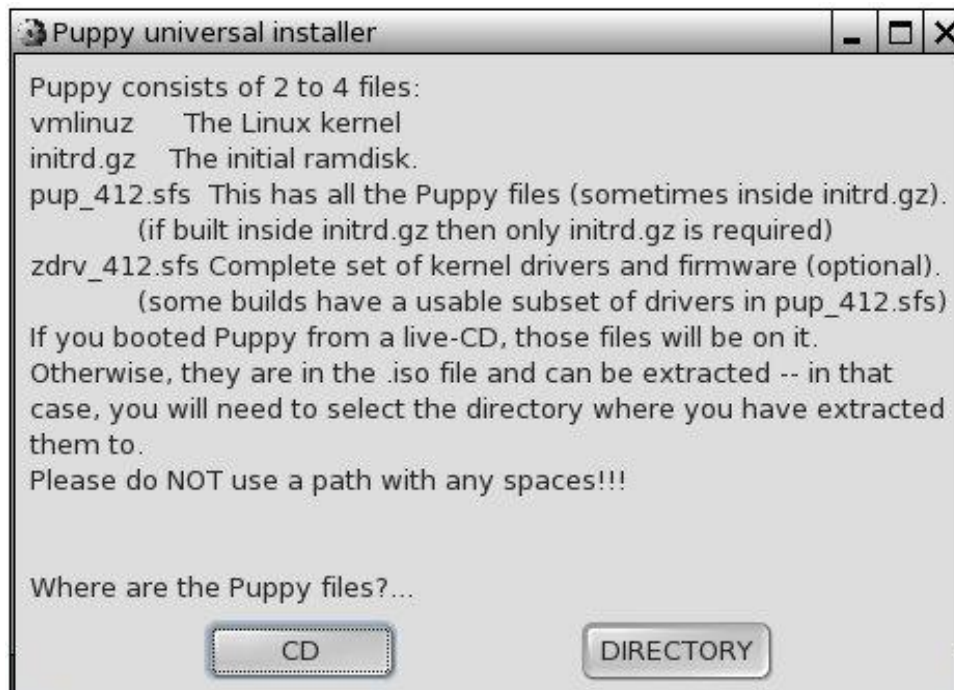 Puppy universal installer
Puppy consists of 2 to 4 files:
vmlinuz The Linux kernel
initrd.gz The initial ramdisk.
pup_412.sfs This has all the Puppy files (sometimes inside initrd.gz).
(if built inside initrd.gz then only initrd.gz is required)
zdrv_412.sfs Complete set of kernel drivers and firmware (optional).
(some builds have a usable subset of drivers in pup_412.sfs)
If you booted Puppy from a live-CD, those files will be on it.
Otherwise, they are in the .iso file and can be extracted -- in that
case, you will need to select the directory where you have extracted
them to.
Please do NOT use a path with any spaces!!!
Where are the Puppy files?...
CD DIRECTORY